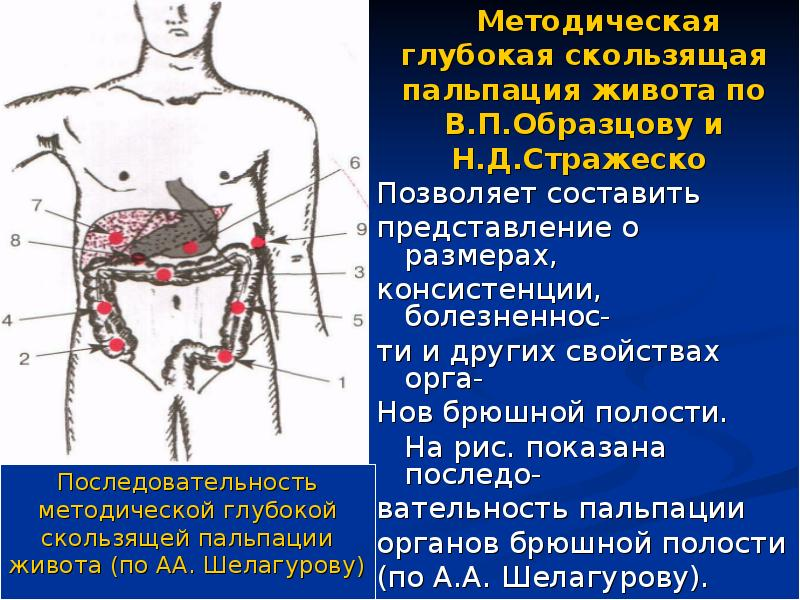 Методическая
глубокая скользящая
пальпация живота по
В.П.Образцову и
Н.Д.Стражеско
Позволяет составить
представление о
размерах,
консистенции,
болезненнос-
ти и других свойствах
орга-
Нов брюшной полости.
На рис. показана
последо-
вательность пальпации
органов брюшной полости
(по А.А. Шелагурову).
6
7
8
9
3
4
5
2
1
Последовательность
методической глубокой
скользящей пальпации
живота (по АА. Шелагурову)